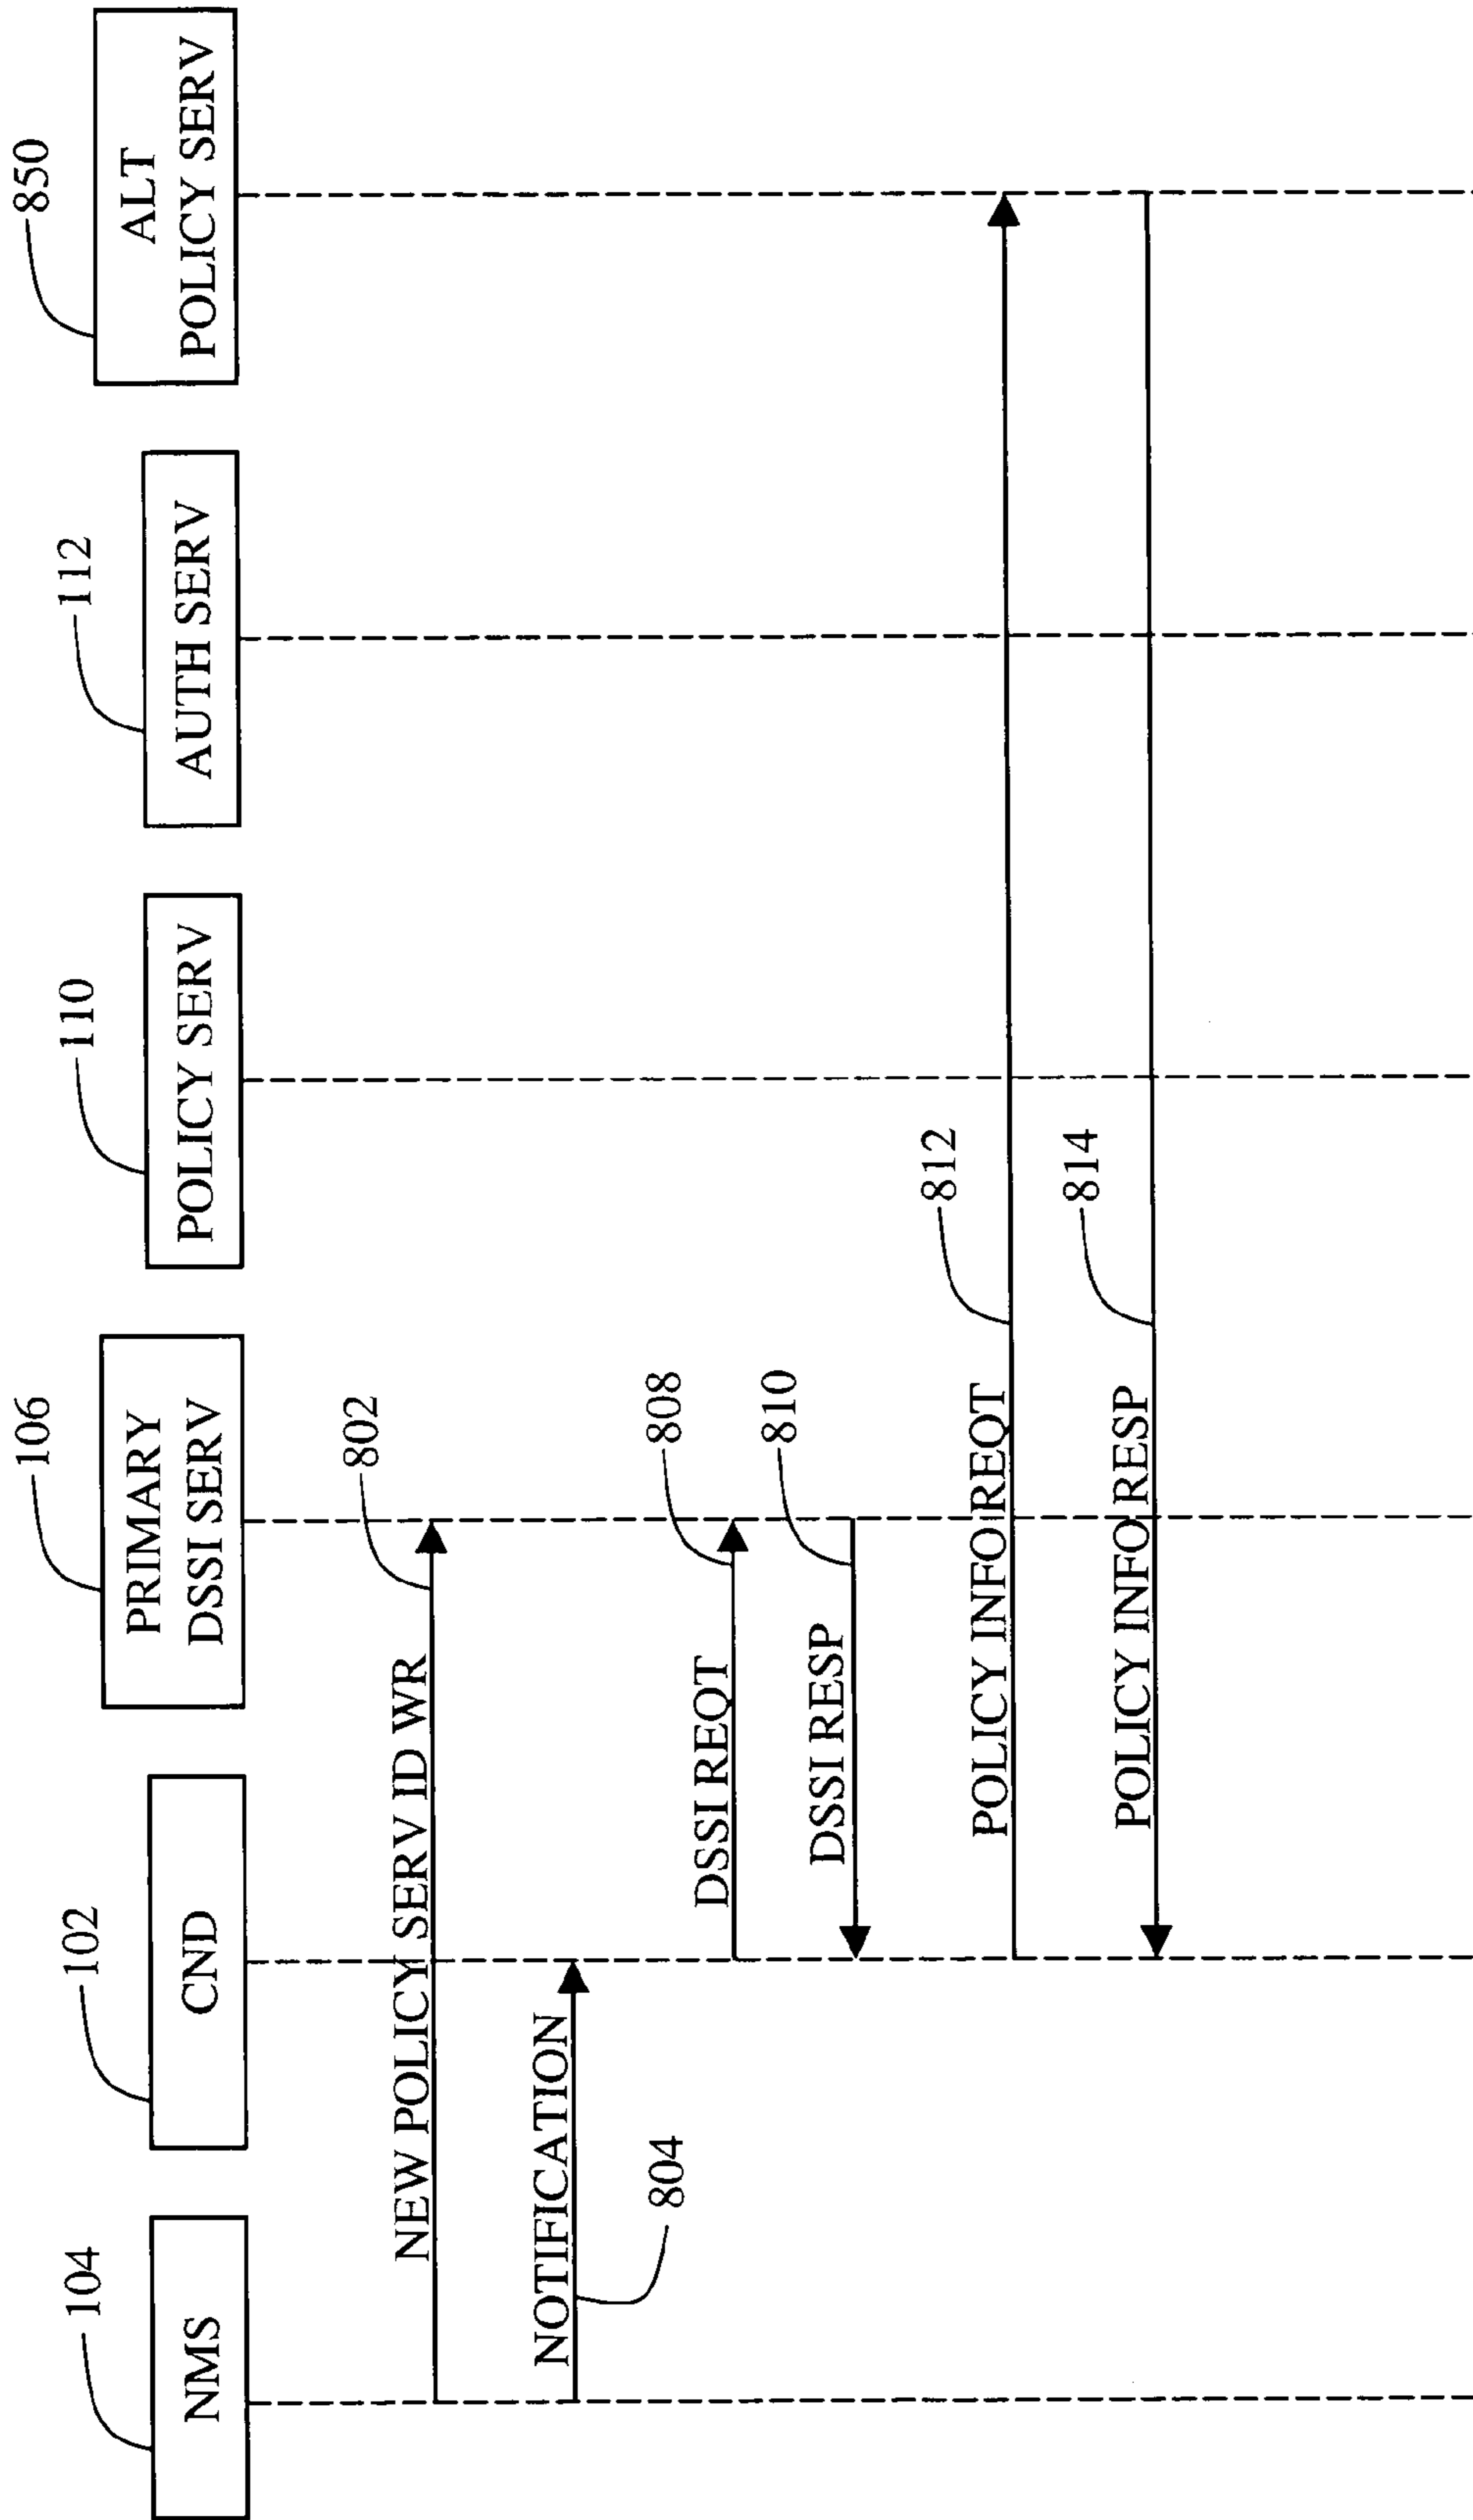 104
NMS
102
CND
106
PRIMARY
DSSI SERV
110
POLICY SERV
112
AUTH SERV
850
ALT
POLICY SERV
802
NEW POLICY SERV ID WR
NOTIFICATION
804
808
DSSI REQT
810
DSSI RESP
812
POLICY INFO REQT
814
POLICY INFO RESP